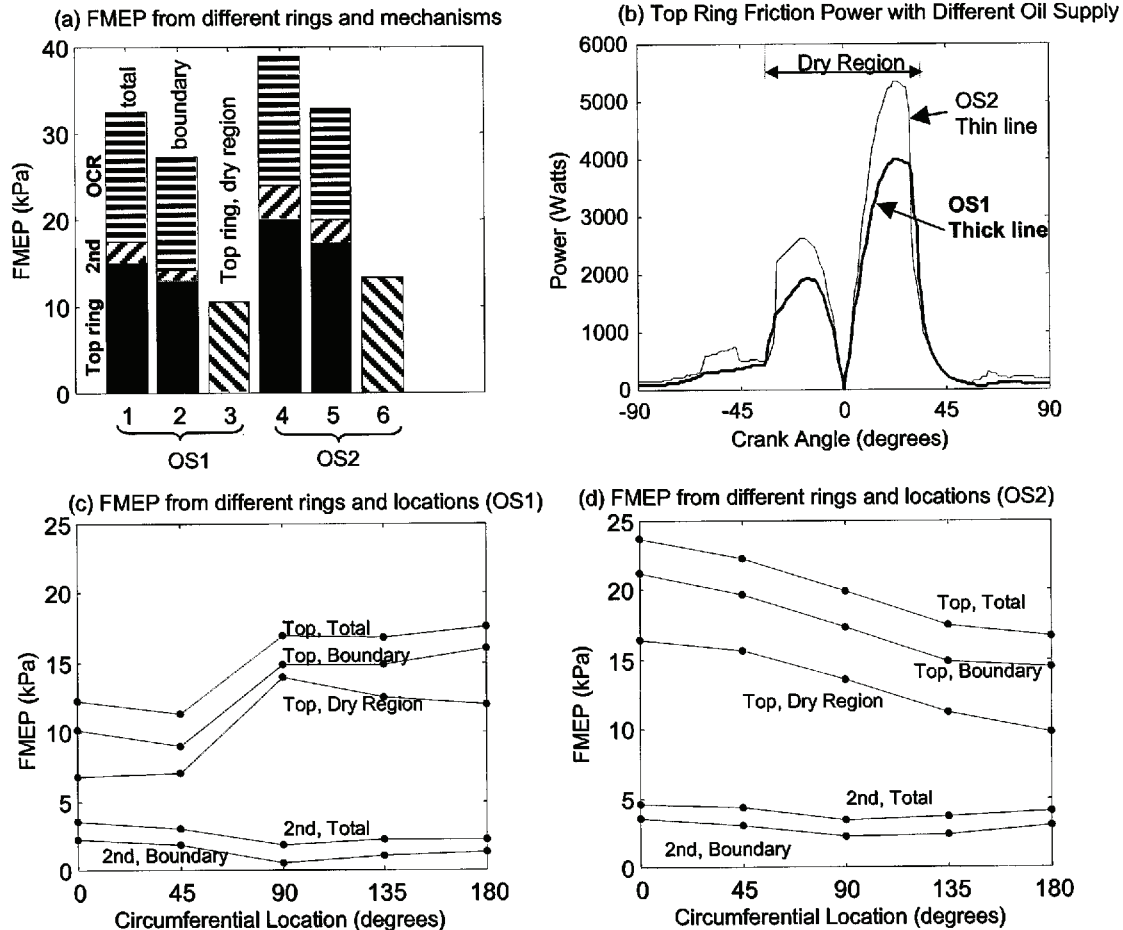 (a) FMEP from different rings and mechanisms
40
30
20
10
0
FMEP (kPa)
Top ring
2nd
OCR
total
boundary
Top ring, dry region
1 2 3 4 5 6
OS1 OS2
(b) Top Ring Friction Power with Different Oil Supply
6000
5000
4000
3000
2000
1000
0
Power (Watts)
Dry Region
OS2
Thin line
OS1
Thick line
-90 -45 0 45 90
Crank Angle (degrees)
(c) FMEP from different rings and locations (OS1)
25
20
15
10
5
0
FMEP (kPa)
Top, Total
Top, Boundary
Top, Dry Region
2nd, Total
2nd, Boundary
0 45 90 135 180
Circumferential Location (degrees)
(d) FMEP from different rings and locations (OS2)
25
20
15
10
5
0
FMEP (kPa)
Top, Total
Top, Boundary
Top, Dry Region
2nd, Total
2nd, Boundary
0 45 90 135 180
Circumferential Location (degrees)